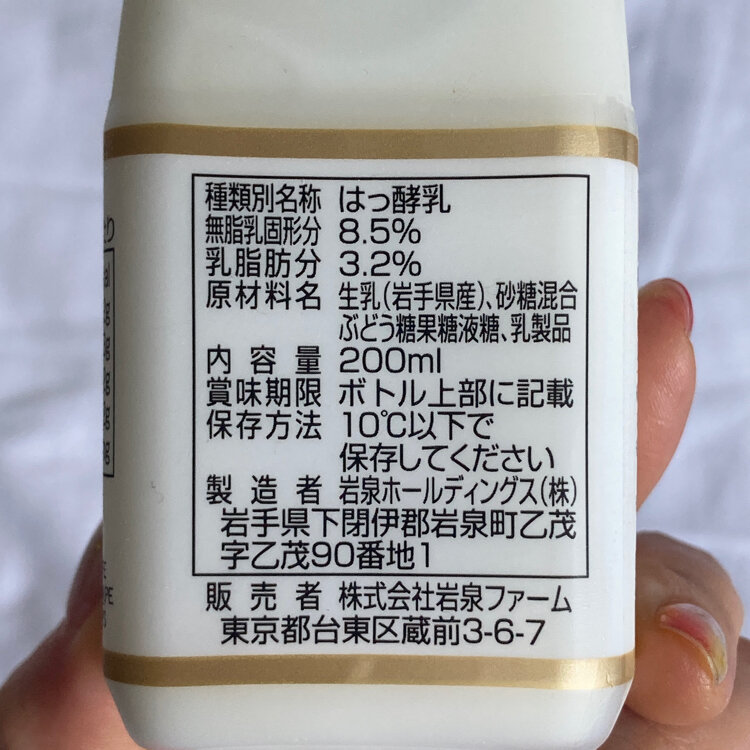 種類別名称 はっ酵乳
無脂乳固形分 8.5%
乳脂肪分 3.2%
原材料名 生乳(岩手県産)、砂糖混合
ぶどう糖果糖液糖、乳製品
内容量 200ml
賞味期限 ボトル上部に記載
保存方法 10℃以下で
保存してください
製造者 岩泉ホールディングス(株)
岩手県下閉伊郡岩泉町乙茂
字乙茂90番地1
販売者 株式会社岩泉ファーム
東京都台東区蔵前3-6-7